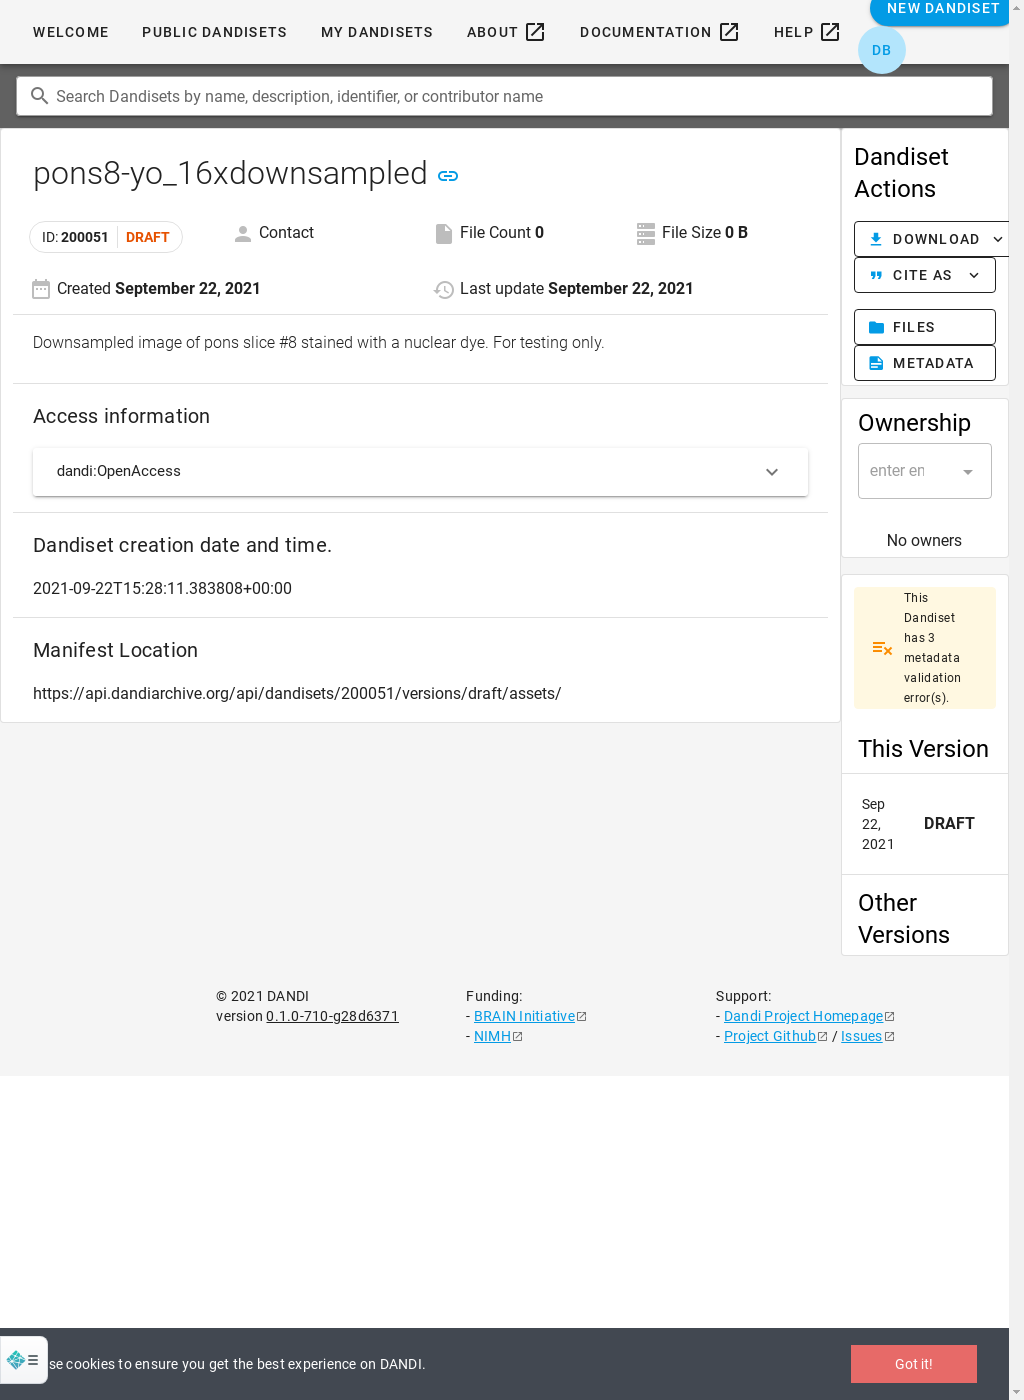 WELCOME PUBLIC DANDISETS MY DANDISETS ABOUT DOCUMENTATION HELP NEW DANDISET
DB
Search Dandisets by name, description, identifier, or contributor name
pons8-yo_16xdownsampled
ID: 200051 DRAFT Contact File Count 0 File Size 0 B
Created September 22, 2021 Last update September 22, 2021
Downsampled image of pons slice #8 stained with a nuclear dye. For testing only.
Access information
dandi:OpenAccess
Dandiset creation date and time.
2021-09-22T15:28:11.383808+00:00
Manifest Location
https://api.dandiarchive.org/api/dandisets/200051/versions/draft/assets/
Dandiset
Actions
DOWNLOAD
CITE AS
FILES
METADATA
Ownership
enter en
No owners
This
Dandiset
has 3
metadata
validation
error(s).
This Version
Sep
22,
2021
DRAFT
Other
Versions
© 2021 DANDI
version 0.1.0-710-g28d6371
Funding:
- BRAIN Initiative
- NIMH
Support:
- Dandi Project Homepage
- Project Github / Issues
se cookies to ensure you get the best experience on DANDI.
Got it!